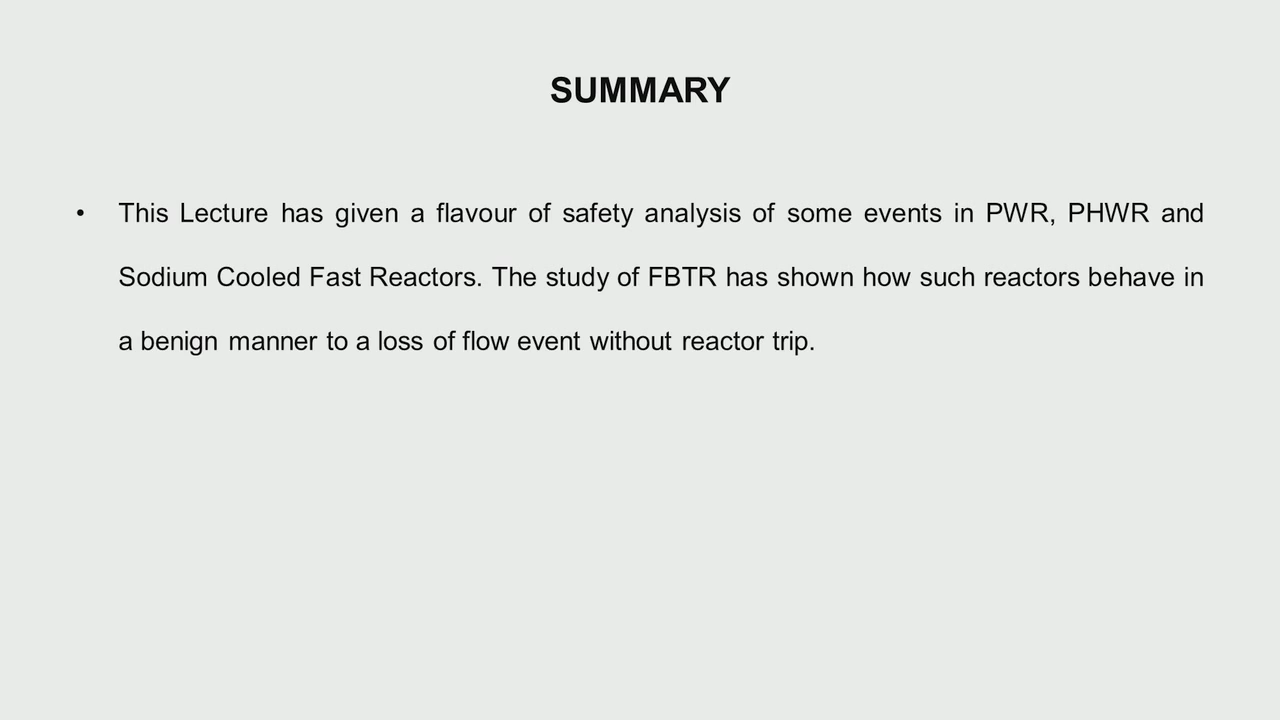 SUMMARY
• This Lecture has given a flavour of safety analysis of some events in PWR, PHWR and
Sodium Cooled Fast Reactors. The study of FBTR has shown how such reactors behave in
a benign manner to a loss of flow event without reactor trip.